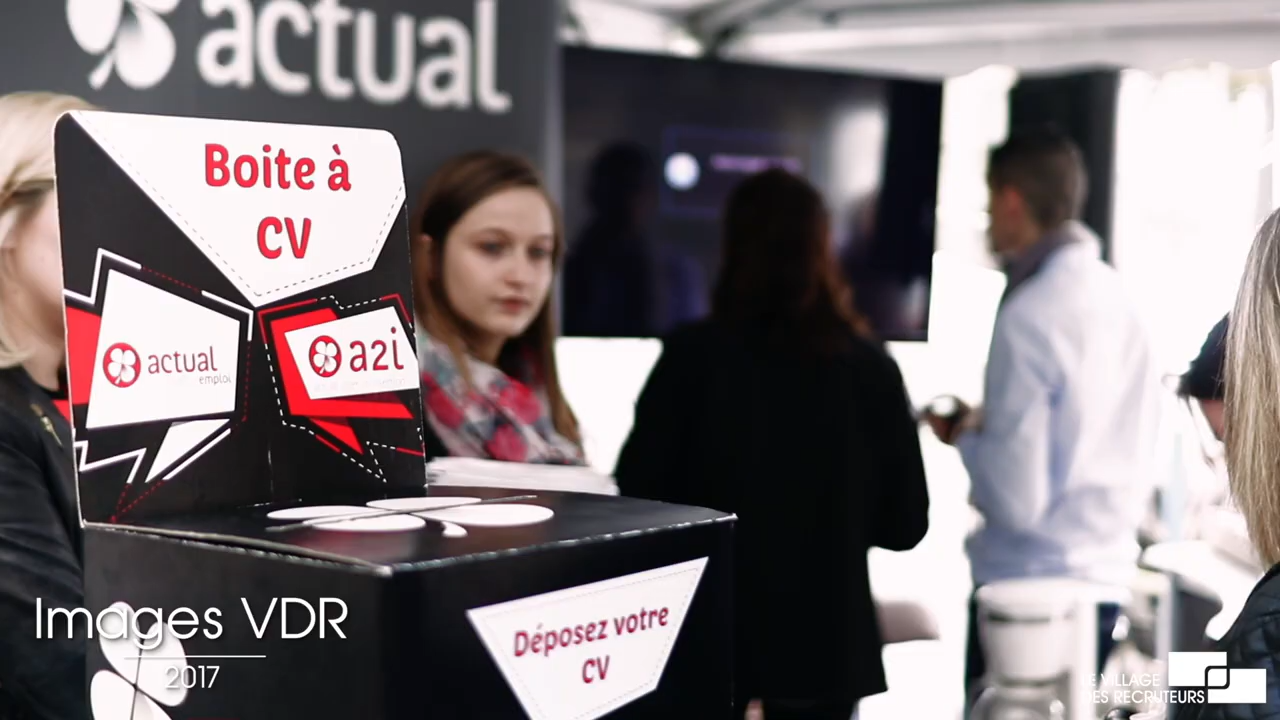 actual
Boite à
CV
actual
emploi
a2i
Déposez votre
CV
Images VDR
2017
LE VILLAGE
DES RECRUTEURS